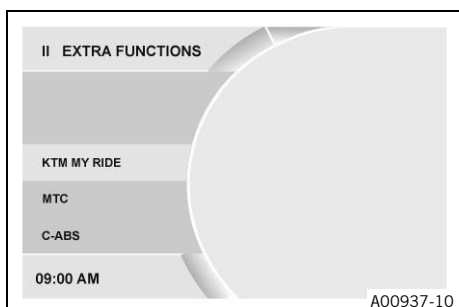 II EXTRA FUNCTIONS
KTM MY RIDE
MTC
C-ABS
09:00 AM
A00937-10